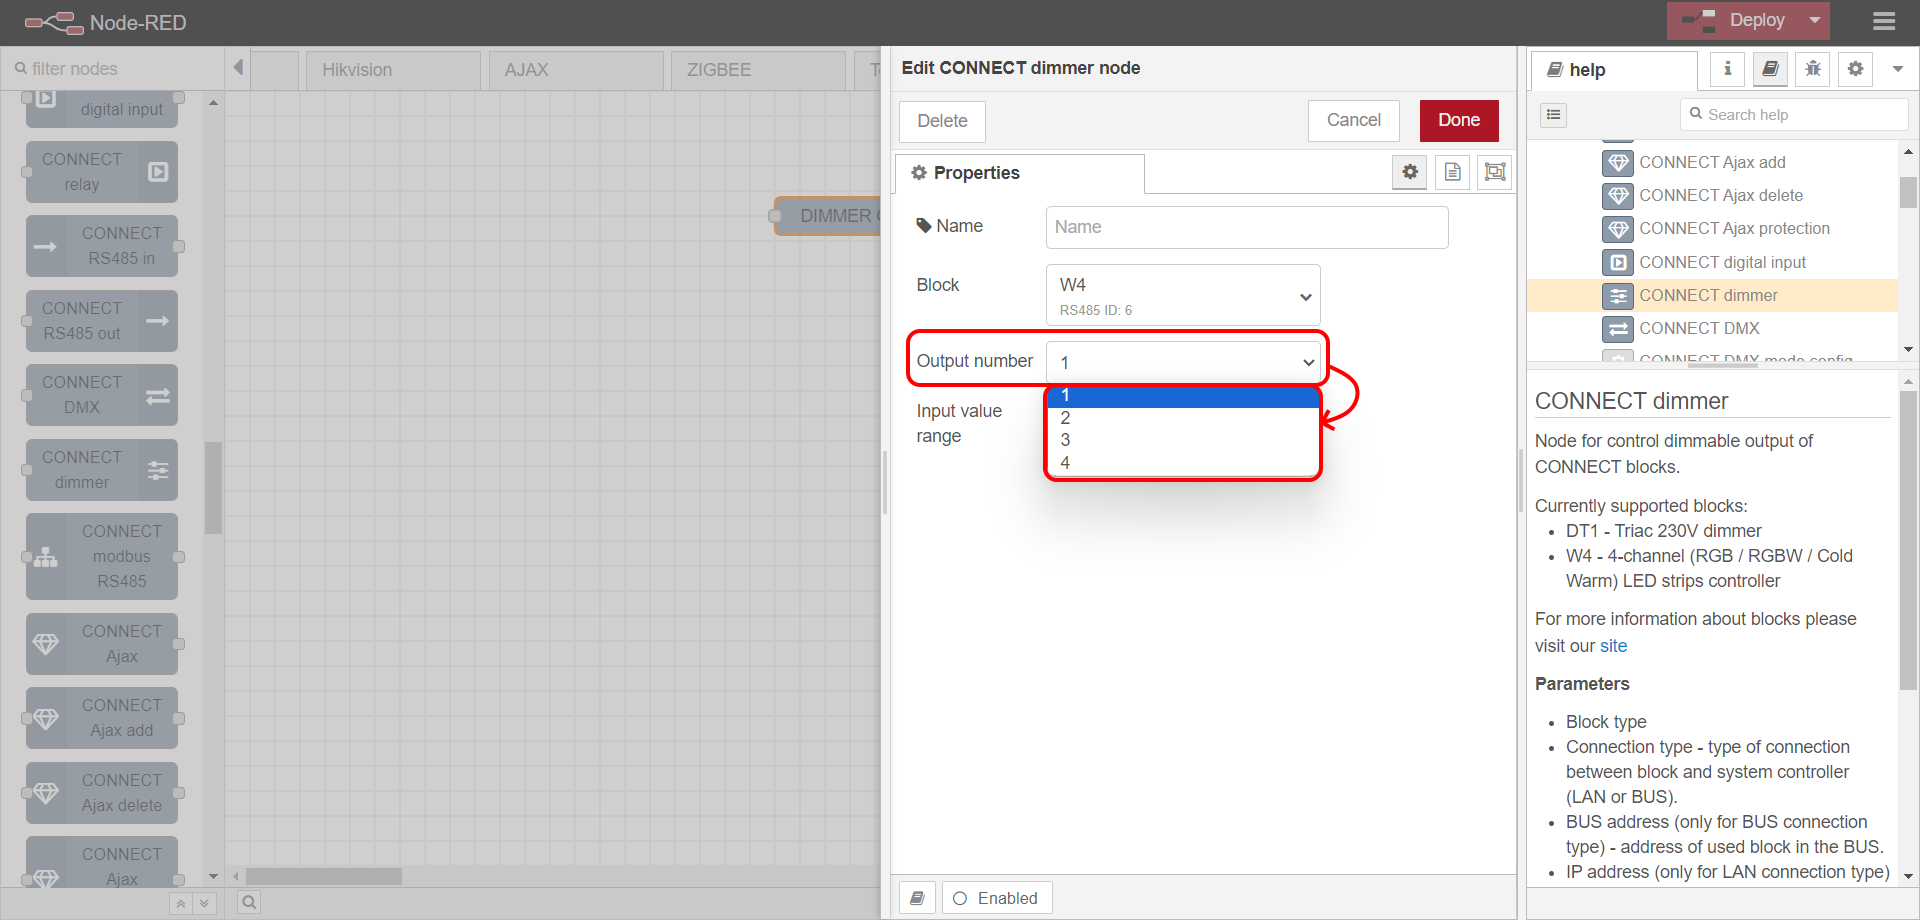 Node-RED
Deploy
filter nodes
digital input
CONNECT
relay
CONNECT
RS485 in
CONNECT
RS485 out
CONNECT
DMX
CONNECT
dimmer
CONNECT
modbus
RS485
CONNECT
Ajax
CONNECT
Ajax add
CONNECT
Ajax delete
CONNECT
Ajax
Hikvision
AJAX
ZIGBEE
DIMMER
Edit CONNECT dimmer node
Delete
Cancel
Done
Properties
Name
Name
Block
W4
RS485 ID: 6
Output number
1
1
2
3
4
Input value
range
Enabled
help
Search help
CONNECT Ajax add
CONNECT Ajax delete
CONNECT Ajax protection
CONNECT digital input
CONNECT dimmer
CONNECT DMX
CONNECT DMX mode config
CONNECT dimmer
Node for control dimmable output of
CONNECT blocks.
Currently supported blocks:
• DT1 - Triac 230V dimmer
• W4 - 4-channel (RGB / RGBW / Cold
Warm) LED strips controller
For more information about blocks please
visit our site
Parameters
• Block type
• Connection type - type of connection
between block and system controller
(LAN or BUS).
• BUS address (only for BUS connection
type) - address of used block in the BUS.
• IP address (only for LAN connection type)